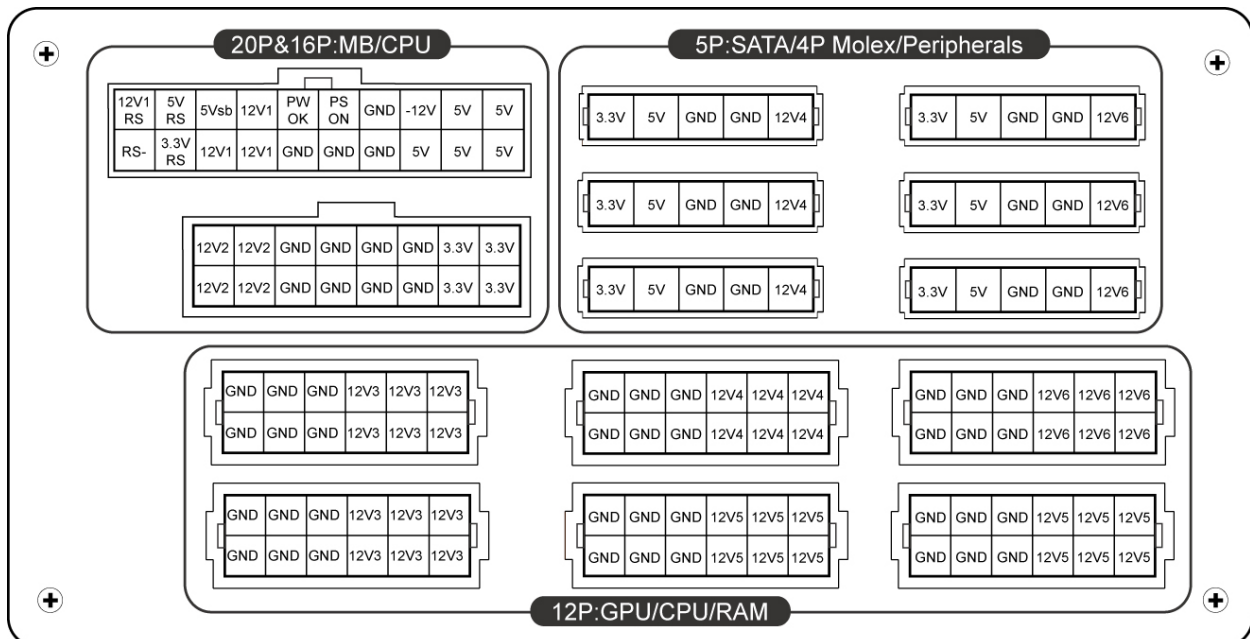 20P&16P:MB/CPU
12V1 RS 5V RS 5Vsb 12V1 PW OK PS ON GND -12V 5V 5V
RS- 3.3V RS 12V1 12V1 GND GND GND 5V 5V 5V
12V2 12V2 GND GND GND GND 3.3V 3.3V
12V2 12V2 GND GND GND GND 3.3V 3.3V
5P:SATA/4P Molex/Peripherals
3.3V 5V GND GND 12V4
3.3V 5V GND GND 12V6
3.3V 5V GND GND 12V4
3.3V 5V GND GND 12V6
3.3V 5V GND GND 12V4
3.3V 5V GND GND 12V6
GND GND GND 12V3 12V3 12V3
GND GND GND 12V3 12V3 12V3
GND GND GND 12V4 12V4 12V4
GND GND GND 12V4 12V4 12V4
GND GND GND 12V6 12V6 12V6
GND GND GND 12V6 12V6 12V6
GND GND GND 12V3 12V3 12V3
GND GND GND 12V3 12V3 12V3
GND GND GND 12V5 12V5 12V5
GND GND GND 12V5 12V5 12V5
GND GND GND 12V5 12V5 12V5
GND GND GND 12V5 12V5 12V5
12P:GPU/CPU/RAM